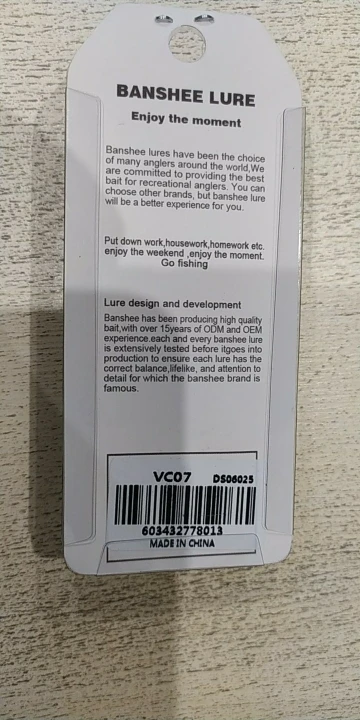 BANSHEE LURE
Enjoy the moment
Banshee lures have been the choice
of many anglers around the world,We
are committed to providing the best
bait for recreational anglers. You can
choose other brands, but banshee lure
will be a better experience for you.
Put down work,housework,homework etc.
enjoy the weekend ,enjoy the moment.
Go fishing
Lure design and development
Banshee has been producing high quality
bait,with over 15years of ODM and OEM
experience.each and every banshee lure
is extensively tested before itgoes into
production to ensure each lure has the
correct balance,lifelike, and attention to
detail for which the banshee brand is
famous.
VC07 DS06025
603432778013
MADE IN CHINA